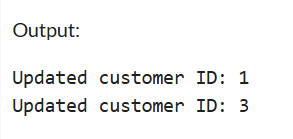 Output:
Updated customer ID: 1
Updated customer ID: 3